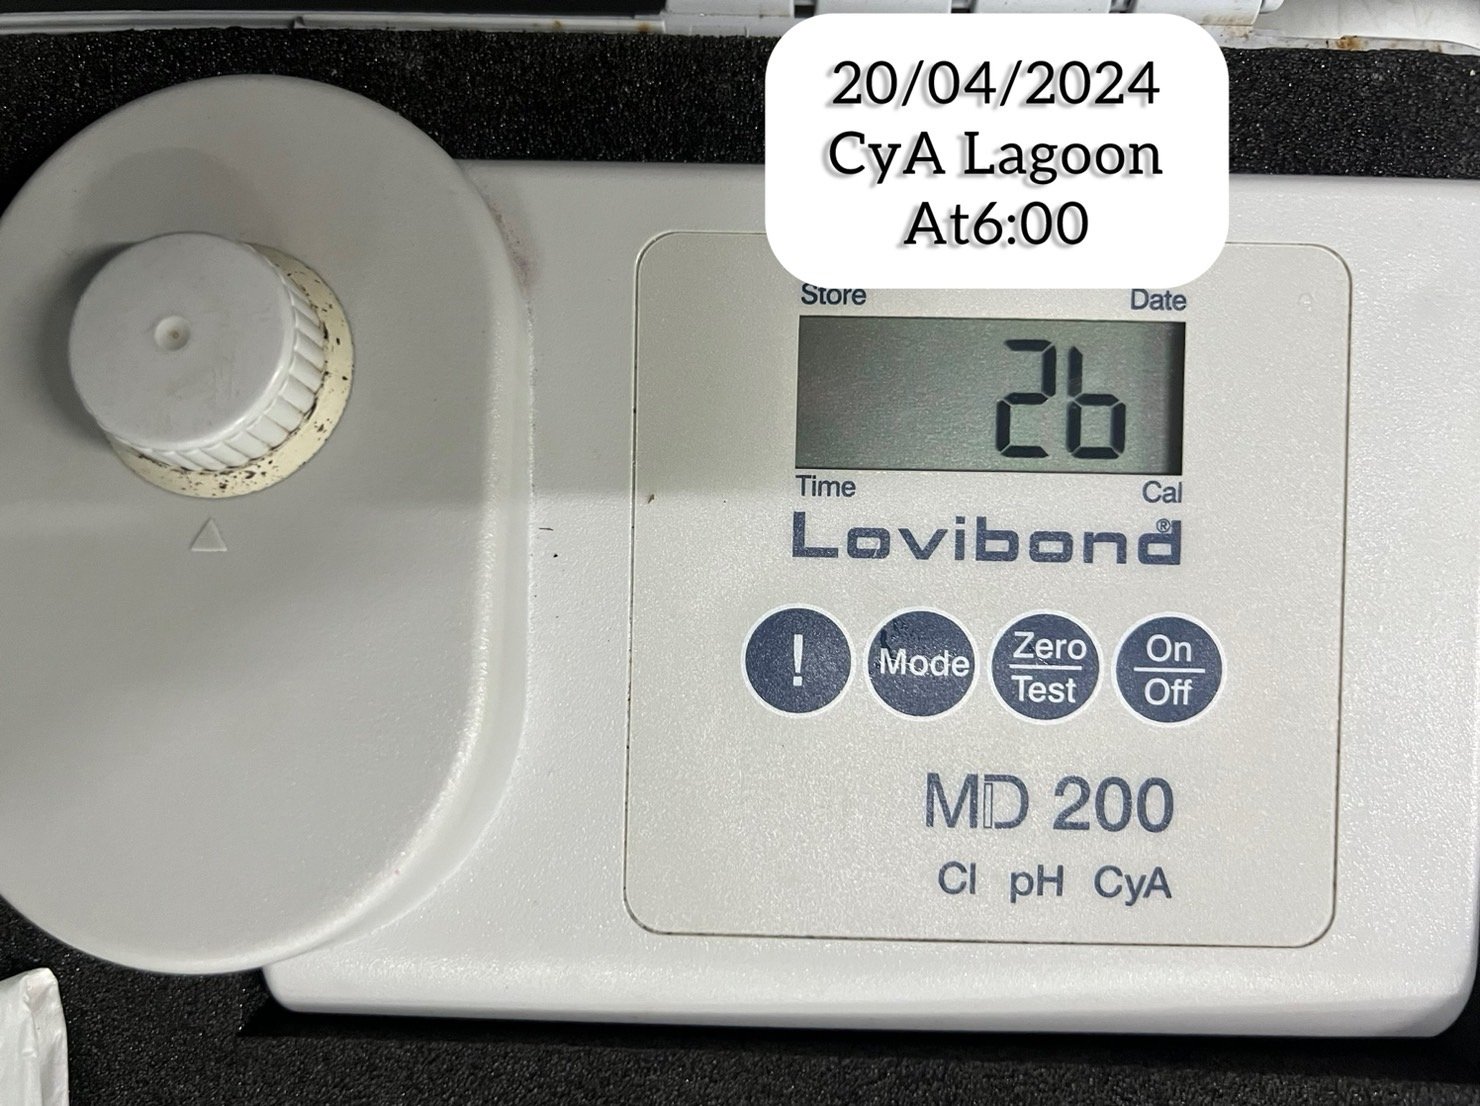 20/04/2024
CyA Lagoon
At6:00
Store Date
26
Time Cal
Lovibond®
! Mode Zero/Test On/Off
MD 200
Cl pH CyA